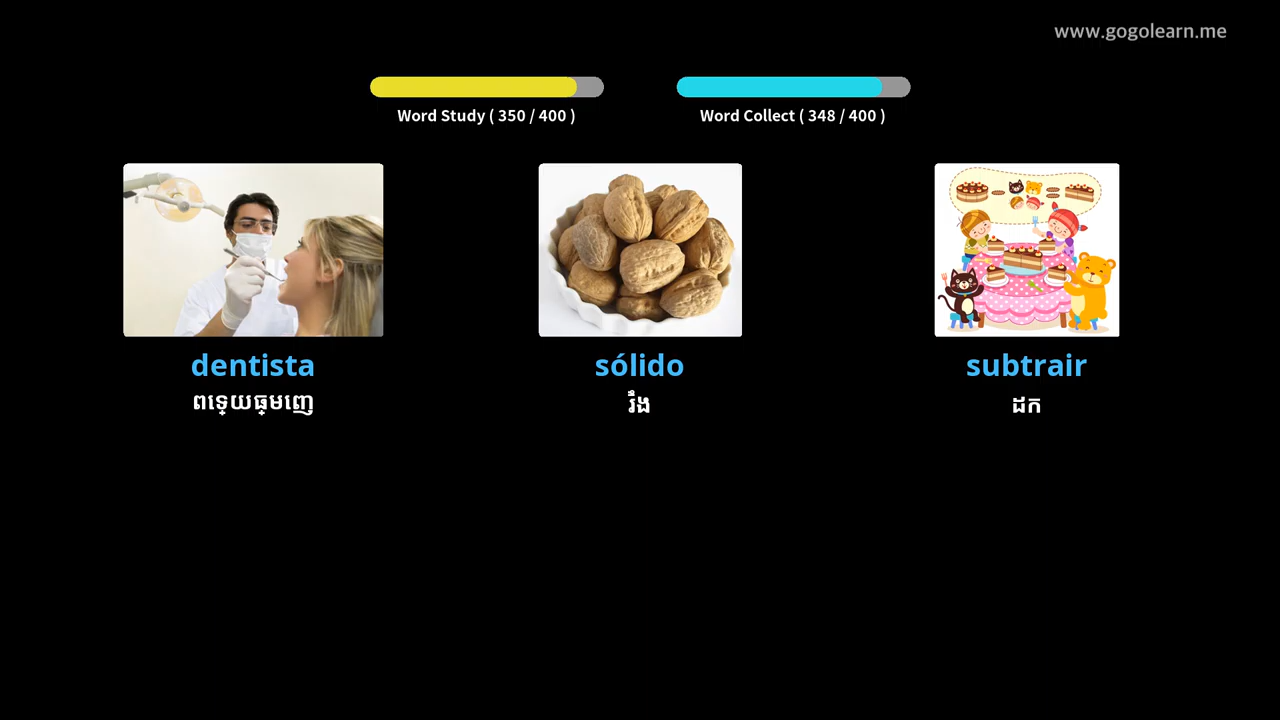 www.gogolearn.me
Word Study ( 350 / 400 )
Word Collect ( 348 / 400 )
dentista
sólido
subtrair
ពទ្យេធ្មញេ
រឹង
ដក